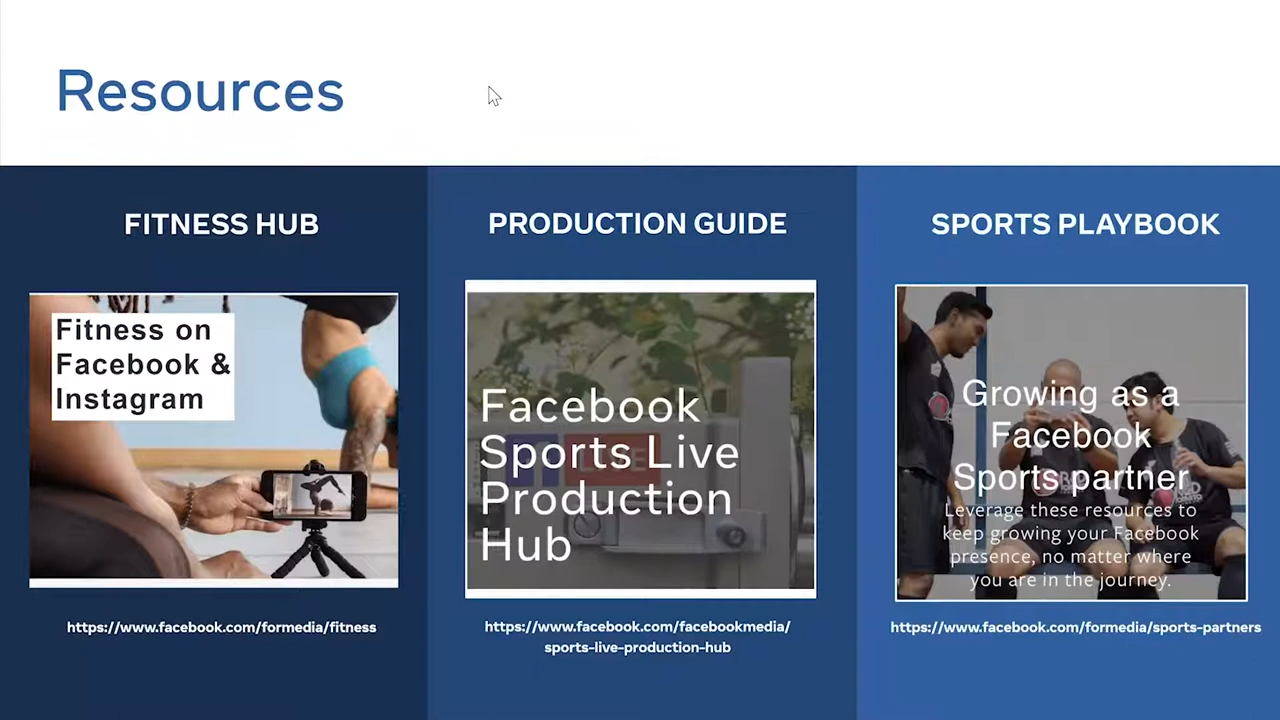 Resources
FITNESS HUB
Fitness on
Facebook &
Instagram
https://www.facebook.com/formedia/fitness
PRODUCTION GUIDE
Facebook
Sports Live
Production
Hub
https://www.facebook.com/facebookmedia/
sports-live-production-hub
SPORTS PLAYBOOK
Growing as a
Facebook
Sports partner
Leverage these resources to
keep growing your Facebook
presence, no matter where
you are in the journey.
https://www.facebook.com/formedia/sports-partners